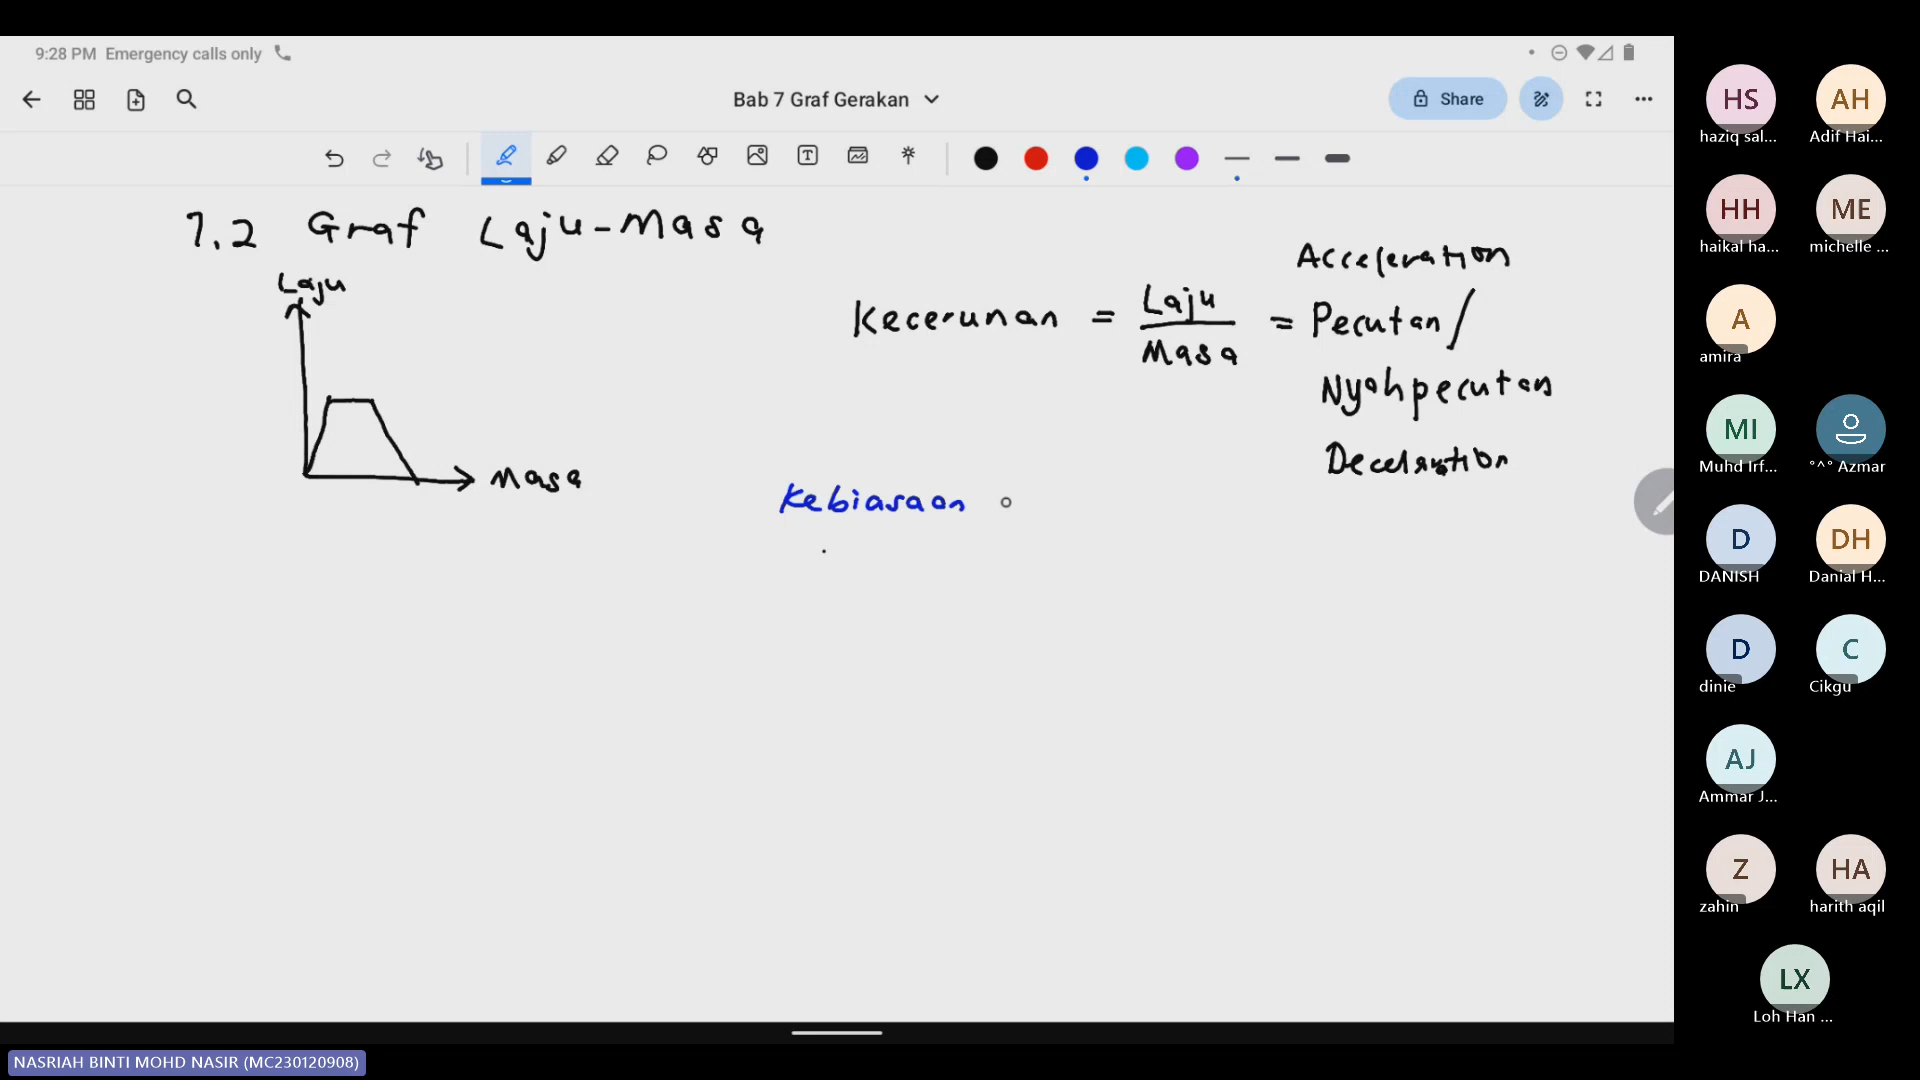 9:28 PM Emergency calls only
Bab 7 Graf Gerakan
Share
7.2 Graf Laju-Masa
Laju
Masa
Kecerunan = Laju / Masa = Pecutan /
Acceleration
Nyahpecutan
Kebiasaan
HS
haziq sal...
AH
Adif Hai...
HH
haikal ha...
ME
michelle ...
A
amira
MI
Muhd Irf...
°^° Azmar
D
DANISH
DH
Danial H...
D
dinie
C
Cikgu
AJ
Ammar J...
Z
zahin
HA
harith aqil
LX
Loh Han ...
NASRIAH BINTI MOHD NASIR (MC230120908)